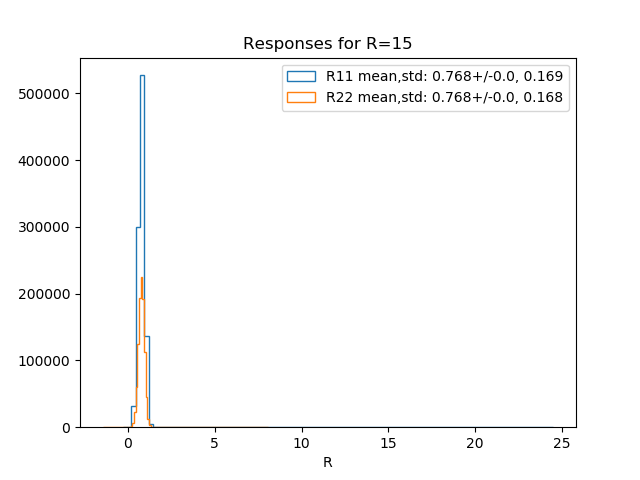 Responses for R=15
R11 mean,std: 0.768+/-0.0, 0.169
R22 mean,std: 0.768+/-0.0, 0.168
500000
400000
300000
200000
100000
0
0 5 10 15 20 25
R